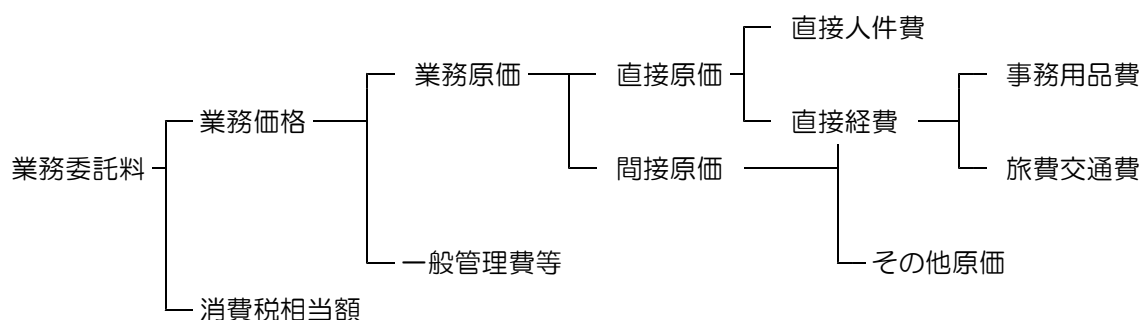 直接人件費
業務原価
直接原価
事務用品費
業務価格
直接経費
業務委託料
間接原価
旅費交通費
一般管理費等
その他原価
消費税相当額